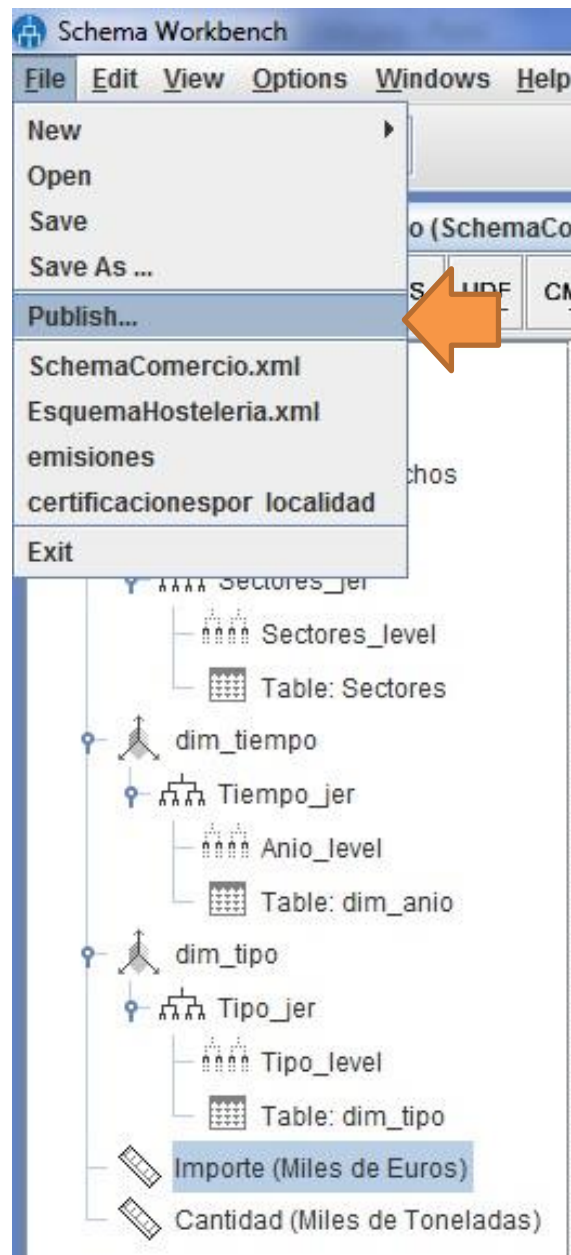 Schema Workbench
File Edit View Options Windows Help
New
Open
Save
o (SchemaCo
Save As ...
S UDF CM
Publish...
SchemaComercio.xml
EsquemaHosteleria.xml
emisiones
chos
certificacionespor localidad
Exit
Sectores_jer
Sectores_level
Table: Sectores
dim_tiempo
Tiempo_jer
Anio_level
Table: dim_anio
dim_tipo
Tipo_jer
Tipo_level
Table: dim_tipo
Importe (Miles de Euros)
Cantidad (Miles de Toneladas)